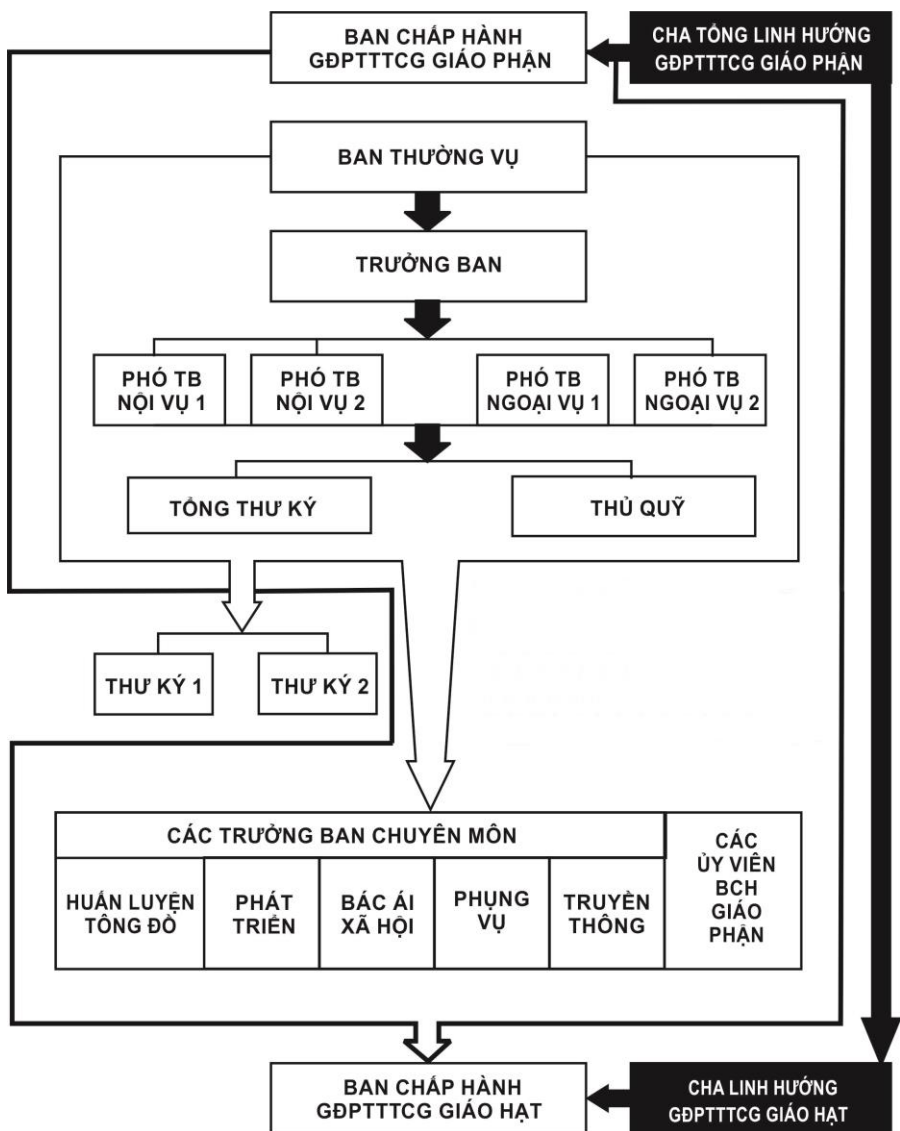 BAN CHẤP HÀNH
GĐPTTTCG GIÁO PHẬN
CHA TỔNG LINH HƯỚNG
GĐPTTTCG GIÁO PHẬN
BAN THƯỜNG VỤ
TRƯỞNG BAN
PHÓ TB
NỘI VỤ 1
PHÓ TB
NỘI VỤ 2
PHÓ TB
NGOẠI VỤ 1
PHÓ TB
NGOẠI VỤ 2
TỔNG THƯ KÝ
THỦ QUỸ
THƯ KÝ 1
THƯ KÝ 2
CÁC TRƯỞNG BAN CHUYÊN MÔN
HUẤN LUYỆN
TÔNG ĐỒ
PHÁT
TRIỂN
BÁC ÁI
XÃ HỘI
PHỤNG
VỤ
TRUYỀN
THÔNG
CÁC
ỦY VIÊN
BCH
GIÁO
PHẬN
BAN CHẤP HÀNH
GĐPTTTCG GIÁO HẠT
CHA LINH HƯỚNG
GĐPTTTCG GIÁO HẠT